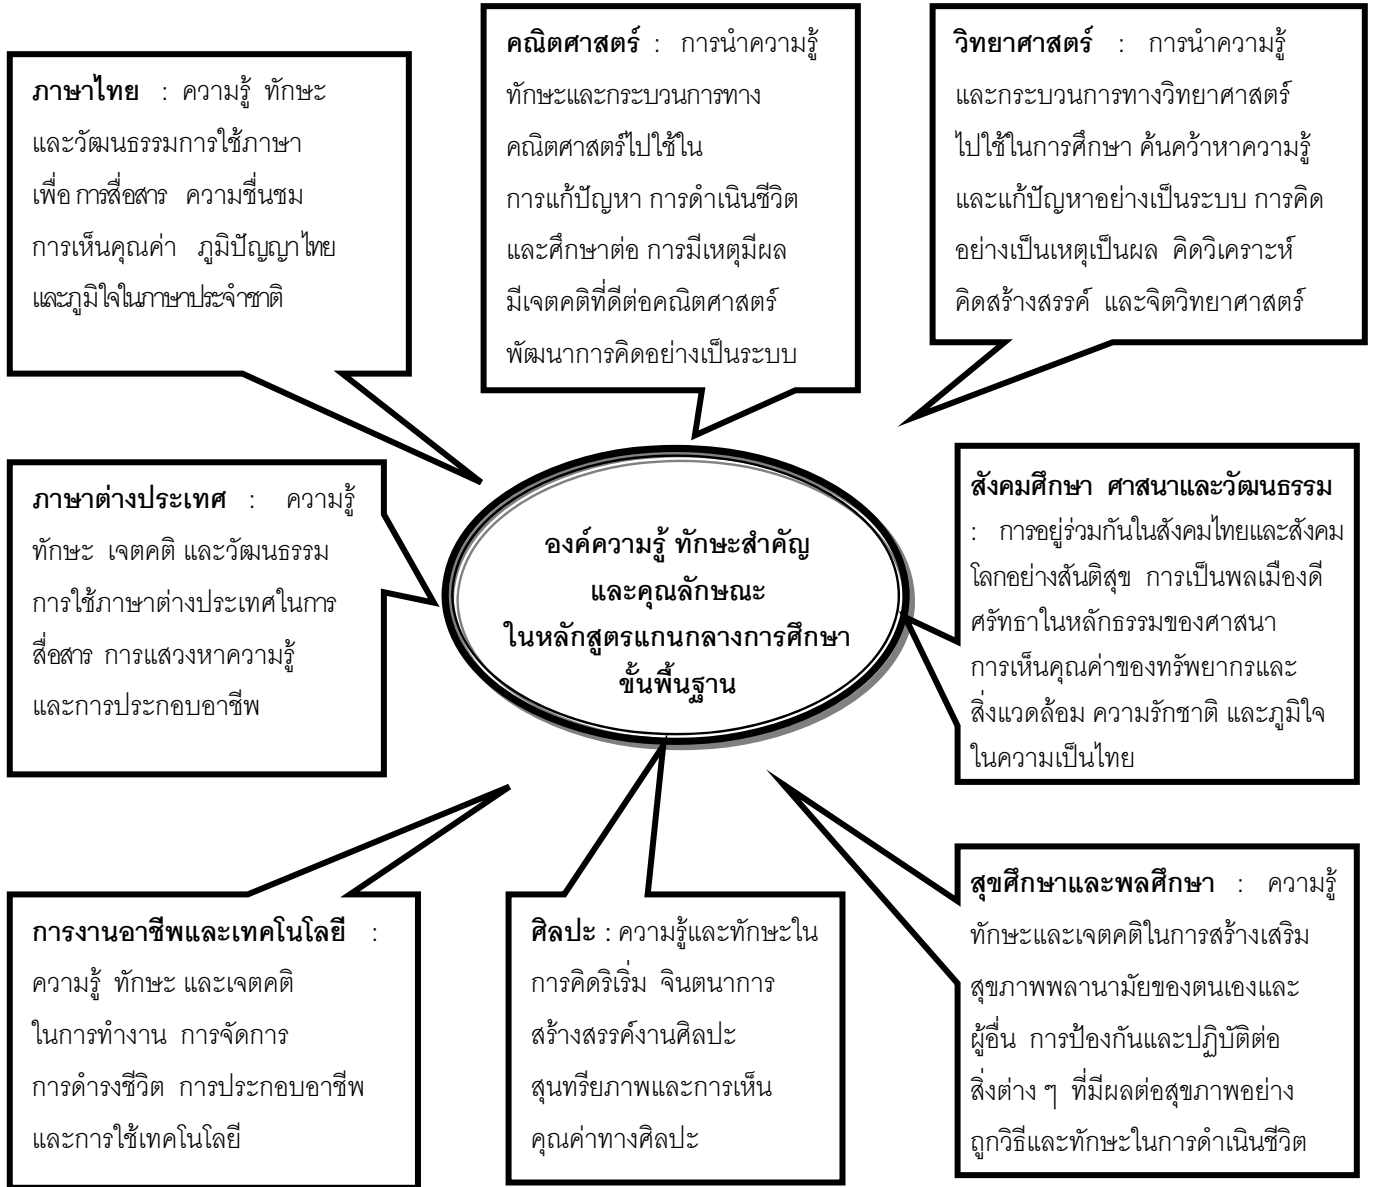 ภาษาไทย : ความรู้ ทักษะ
และวัฒนธรรมการใช้ภาษา
เพื่อ การสื่อสาร ความชื่นชม
การเห็นคุณค่า ภูมิปัญญาไทย
และภูมิใจในภาษาประจำชาติ
คณิตศาสตร์ : การนำความรู้
ทักษะและกระบวนการทาง
คณิตศาสตร์ไปใช้ใน
การแก้ปัญหา การดำเนินชีวิต
และศึกษาต่อ การมีเหตุมีผล
มีเจตคติที่ดีต่อคณิตศาสตร์
พัฒนาการคิดอย่างเป็นระบบ
วิทยาศาสตร์ : การนำความรู้
และกระบวนการทางวิทยาศาสตร์
ไปใช้ในการศึกษา ค้นคว้าหาความรู้
และแก้ปัญหาอย่างเป็นระบบ การคิด
อย่างเป็นเหตุเป็นผล คิดวิเคราะห์
คิดสร้างสรรค์ และจิตวิทยาศาสตร์
ภาษาต่างประเทศ : ความรู้
ทักษะ เจตคติ และวัฒนธรรม
การใช้ภาษาต่างประเทศในการ
สื่อสาร การแสวงหาความรู้
และการประกอบอาชีพ
องค์ความรู้ ทักษะสำคัญ
และคุณลักษณะ
ในหลักสูตรแกนกลางการศึกษา
ขั้นพื้นฐาน
สังคมศึกษา ศาสนาและวัฒนธรรม
: การอยู่ร่วมกันในสังคมไทยและสังคม
โลกอย่างสันติสุข การเป็นพลเมืองดี
ศรัทธาในหลักธรรมของศาสนา
การเห็นคุณค่าของทรัพยากรและ
สิ่งแวดล้อม ความรักชาติ และภูมิใจ
ในความเป็นไทย
การงานอาชีพและเทคโนโลยี :
ความรู้ ทักษะ และเจตคติ
ในการทำงาน การจัดการ
การดำรงชีวิต การประกอบอาชีพ
และการใช้เทคโนโลยี
ศิลปะ : ความรู้และทักษะใน
การคิดริเริ่ม จินตนาการ
สร้างสรรค์งานศิลปะ
สุนทรียภาพและการเห็น
คุณค่าทางศิลปะ
สุขศึกษาและพลศึกษา : ความรู้
ทักษะและเจตคติในการสร้างเสริม
สุขภาพพลานามัยของตนเองและ
ผู้อื่น การป้องกันและปฏิบัติต่อ
สิ่งต่าง ๆ ที่มีผลต่อสุขภาพอย่าง
ถูกวิธีและทักษะในการดำเนินชีวิต